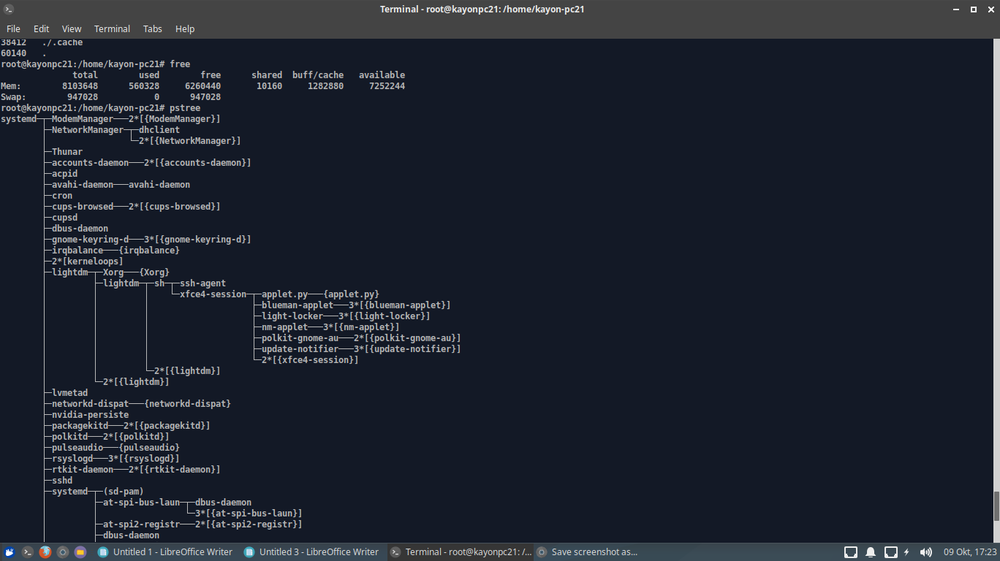 Terminal - root@kayonpc21: /home/kayon-pc21
File Edit View Terminal Tabs Help
38412 ./.cache
60140 .
root@kayonpc21:/home/kayon-pc21# free
total used free shared buff/cache available
Mem: 8103648 560328 6260440 10160 1282880 7252244
Swap: 947028 0 947028
root@kayonpc21:/home/kayon-pc21# pstree
systemd─┬─ModemManager───2*[{ModemManager}]
├─NetworkManager─┬─dhclient
└─2*[{NetworkManager}]
├─Thunar
├─accounts-daemon───2*[{accounts-daemon}]
├─acpid
├─avahi-daemon───avahi-daemon
├─cron
├─cups-browsed───2*[{cups-browsed}]
├─cupsd
├─dbus-daemon
├─gnome-keyring-d───3*[{gnome-keyring-d}]
├─irqbalance───{irqbalance}
├─2*[kerneloops]
├─lightdm─┬─Xorg───{Xorg}
├─lightdm─┬─sh─┬─ssh-agent
└─xfce4-session─┬─applet.py───{applet.py}
├─blueman-applet───3*[{blueman-applet}]
├─light-locker───3*[{light-locker}]
├─nm-applet───3*[{nm-applet}]
├─polkit-gnome-au───2*[{polkit-gnome-au}]
├─update-notifier───3*[{update-notifier}]
└─2*[{xfce4-session}]
└─2*[{lightdm}]
└─2*[{lightdm}]
├─lvmetad
├─networkd-dispat───{networkd-dispat}
├─nvidia-persiste
├─packagekitd───2*[{packagekitd}]
├─polkitd───2*[{polkitd}]
├─pulseaudio───{pulseaudio}
├─rsyslogd───3*[{rsyslogd}]
├─rtkit-daemon───2*[{rtkit-daemon}]
├─sshd
├─systemd─┬─(sd-pam)
├─at-spi-bus-laun─┬─dbus-daemon
└─3*[{at-spi-bus-laun}]
├─at-spi2-registr───2*[{at-spi2-registr}]
├─dbus-daemon
Untitled 1 - LibreOffice Writer Untitled 3 - LibreOffice Writer Terminal - root@kayonpc21: /... Save screenshot as... 09 Okt, 17:23